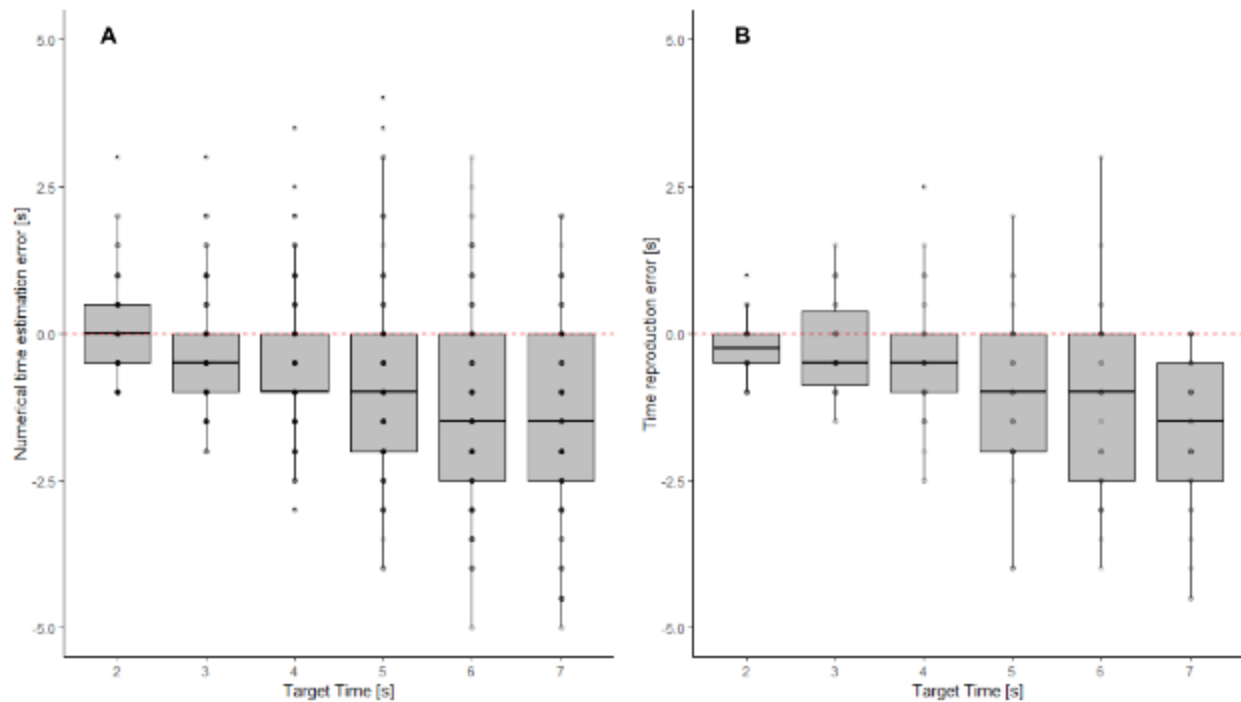 A
B
5.0
2.5
0.0
-2.5
-5.0
Numerical time estimation error [s]
2 3 4 5 6 7
Target Time [s]
5.0
2.5
0.0
-2.5
-5.0
Time reproduction error [s]
2 3 4 5 6 7
Target Time [s]